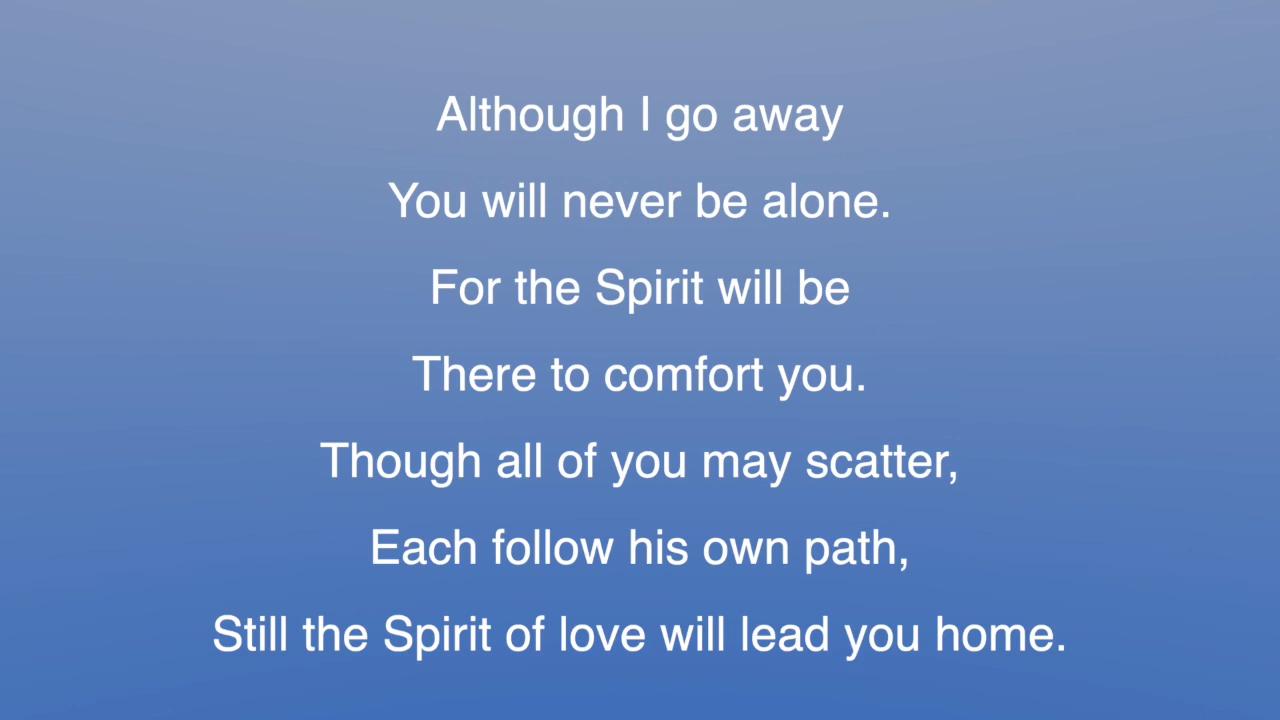 Although I go away
You will never be alone.
For the Spirit will be
There to comfort you.
Though all of you may scatter,
Each follow his own path,
Still the Spirit of love will lead you home.